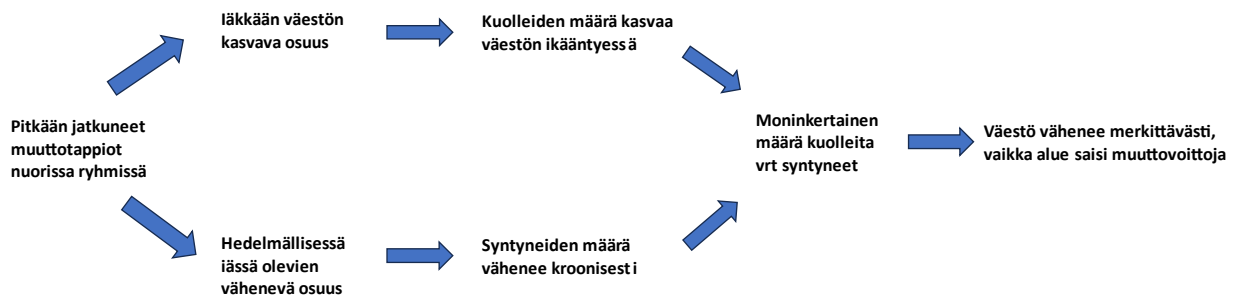 Iäkkään väestön
kasvava osuus
Kuolleiden määrä kasvaa
väestön ikääntyessä
Pitkään jatkuneet
muuttotappiot
nuorissa ryhmissä
Moninkertainen
määrä kuolleita
vrt syntyneet
Väestö vähenee merkittävästi,
vaikka alue saisi muuttovoittoja
Hedelmällisessä
iässä olevien
vähenevä osuus
Syntyneiden määrä
vähenee kroonisesti